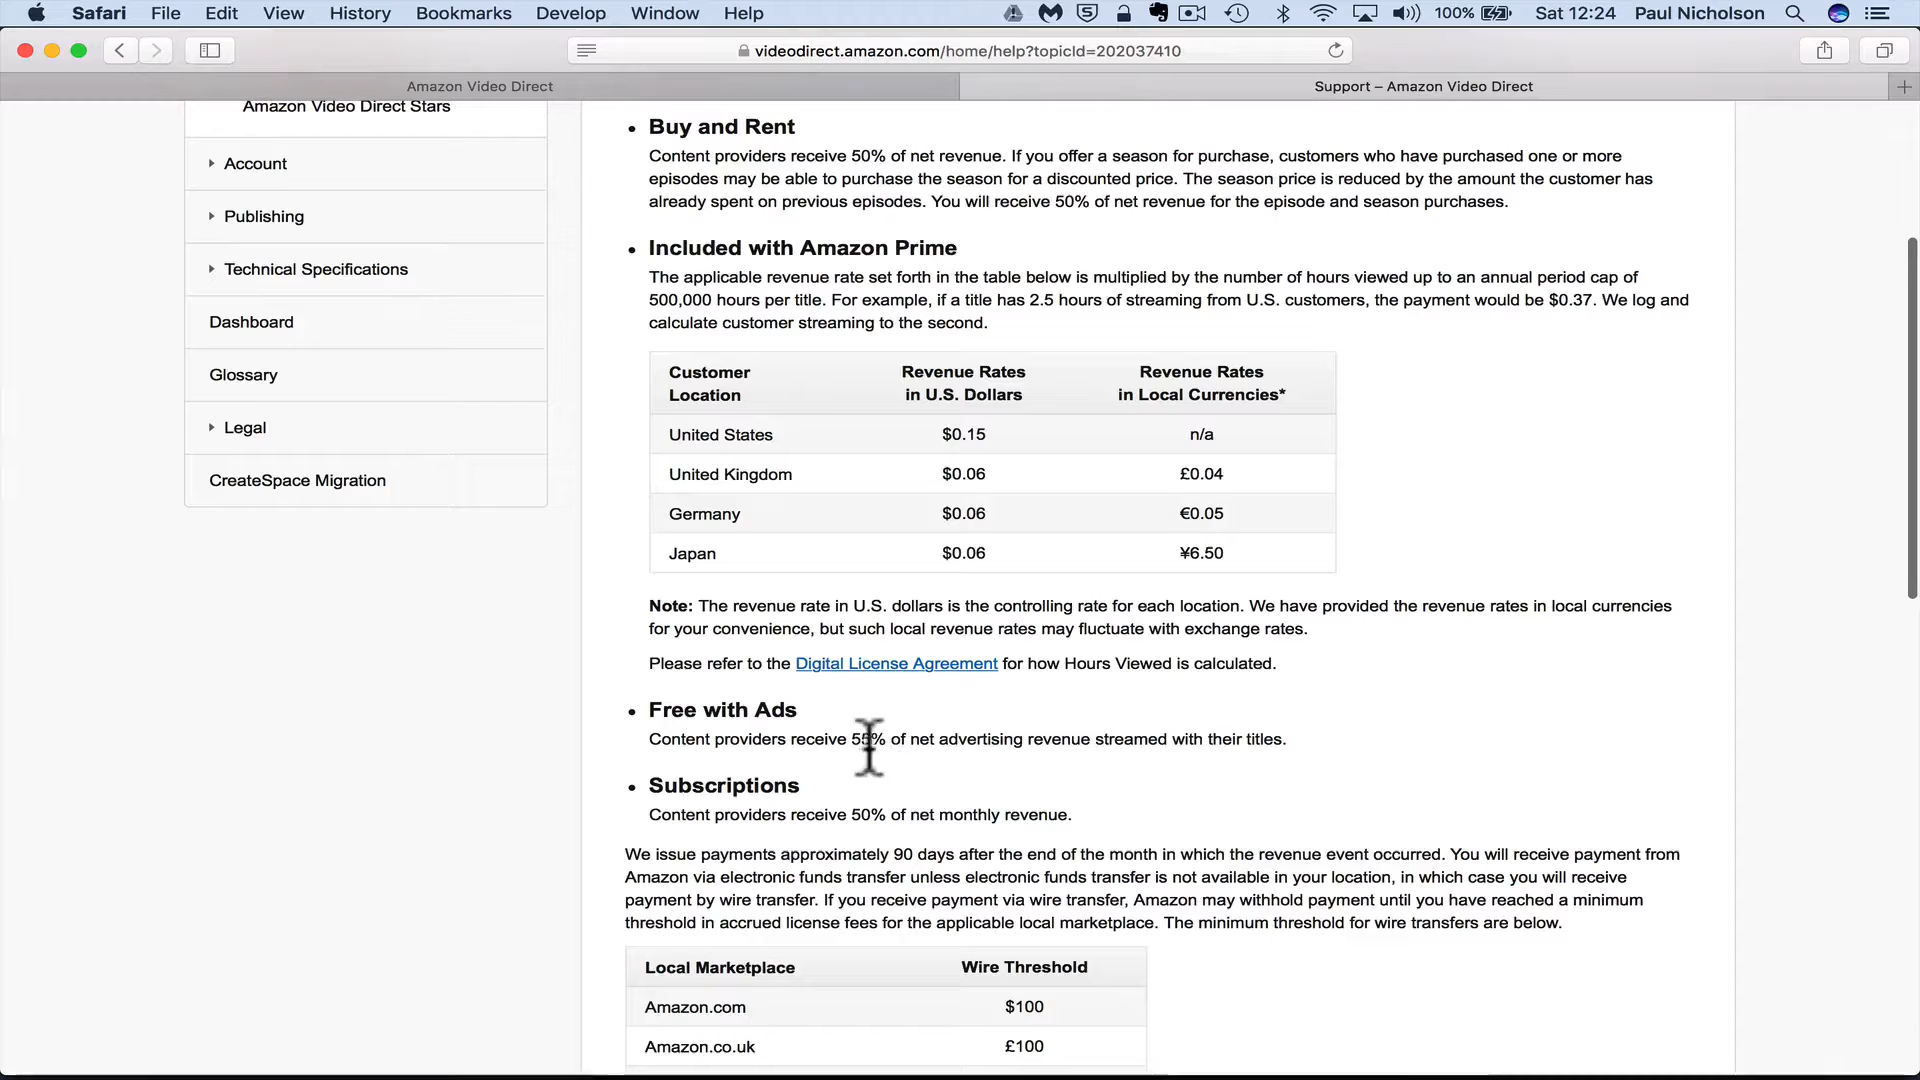 Safari File Edit View History Bookmarks Develop Window Help 100% Sat 12:24 Paul Nicholson
videodirect.amazon.com/home/help?topicId=202037410
Amazon Video Direct
Support – Amazon Video Direct
Amazon Video Direct Stars
Account
Publishing
Technical Specifications
Dashboard
Glossary
Legal
CreateSpace Migration
• Buy and Rent
Content providers receive 50% of net revenue. If you offer a season for purchase, customers who have purchased one or more
episodes may be able to purchase the season for a discounted price. The season price is reduced by the amount the customer has
already spent on previous episodes. You will receive 50% of net revenue for the episode and season purchases.
• Included with Amazon Prime
The applicable revenue rate set forth in the table below is multiplied by the number of hours viewed up to an annual period cap of
500,000 hours per title. For example, if a title has 2.5 hours of streaming from U.S. customers, the payment would be $0.37. We log and
calculate customer streaming to the second.
Customer Revenue Rates Revenue Rates
Location in U.S. Dollars in Local Currencies*
United States $0.15 n/a
United Kingdom $0.06 £0.04
Germany $0.06 €0.05
Japan $0.06 ¥6.50
Note: The revenue rate in U.S. dollars is the controlling rate for each location. We have provided the revenue rates in local currencies
for your convenience, but such local revenue rates may fluctuate with exchange rates.
Please refer to the Digital License Agreement for how Hours Viewed is calculated.
• Free with Ads
Content providers receive 55% of net advertising revenue streamed with their titles.
• Subscriptions
Content providers receive 50% of net monthly revenue.
We issue payments approximately 90 days after the end of the month in which the revenue event occurred. You will receive payment from
Amazon via electronic funds transfer unless electronic funds transfer is not available in your location, in which case you will receive
payment by wire transfer. If you receive payment via wire transfer, Amazon may withhold payment until you have reached a minimum
threshold in accrued license fees for the applicable local marketplace. The minimum threshold for wire transfers are below.
Local Marketplace Wire Threshold
Amazon.com $100
Amazon.co.uk £100